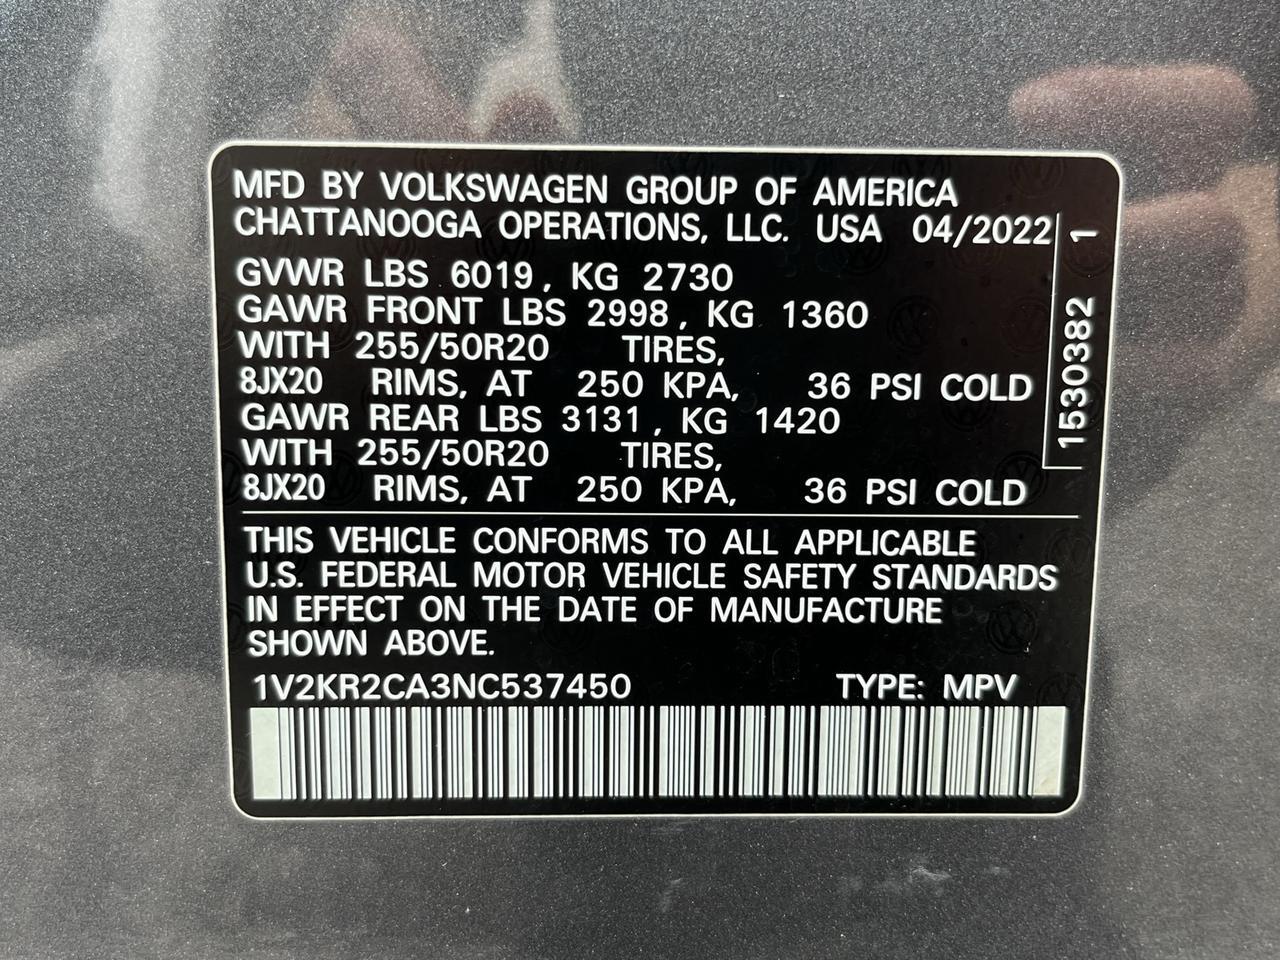 MFD BY VOLKSWAGEN GROUP OF AMERICA
CHATTANOOGA OPERATIONS, LLC. USA 04/2022
GVWR LBS 6019, KG 2730
GAWR FRONT LBS 2998, KG 1360
WITH 255/50R20 TIRES,
8JX20 RIMS, AT 250 KPA, 36 PSI COLD
GAWR REAR LBS 3131, KG 1420
WITH 255/50R20 TIRES,
8JX20 RIMS, AT 250 KPA, 36 PSI COLD
1530382 1
THIS VEHICLE CONFORMS TO ALL APPLICABLE
U.S. FEDERAL MOTOR VEHICLE SAFETY STANDARDS
IN EFFECT ON THE DATE OF MANUFACTURE
SHOWN ABOVE.
1V2KR2CA3NC537450 TYPE: MPV